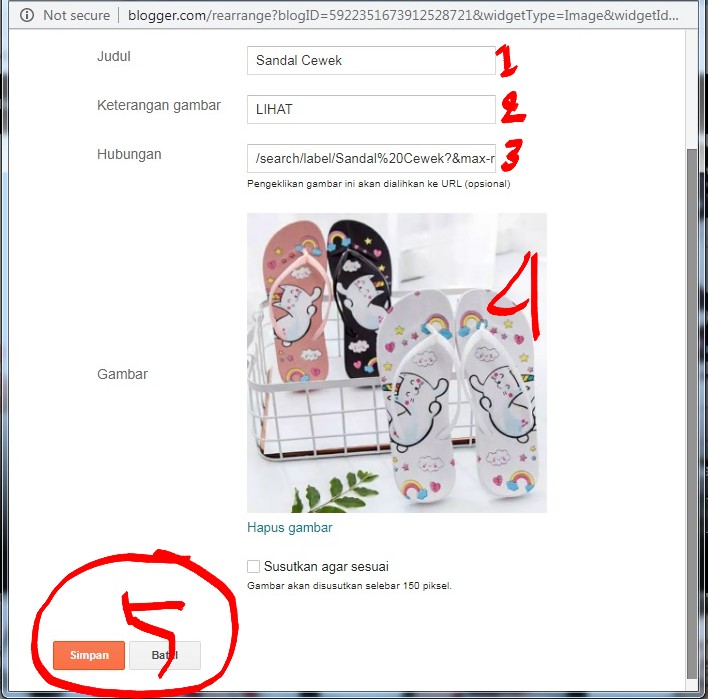 Not secure | blogger.com/rearrange?blogID=5922351673912528721&widgetType=Image&widgetId...
Judul
Sandal Cewek
1
Keterangan gambar
LIHAT
2
Hubungan
/search/label/Sandal%20Cewek?&max-r
3
Pengeklikan gambar ini akan dialihkan ke URL (opsional)
4
Gambar
Hapus gambar
Susutkan agar sesuai
Gambar akan disusutkan selebar 150 piksel.
5
Simpan